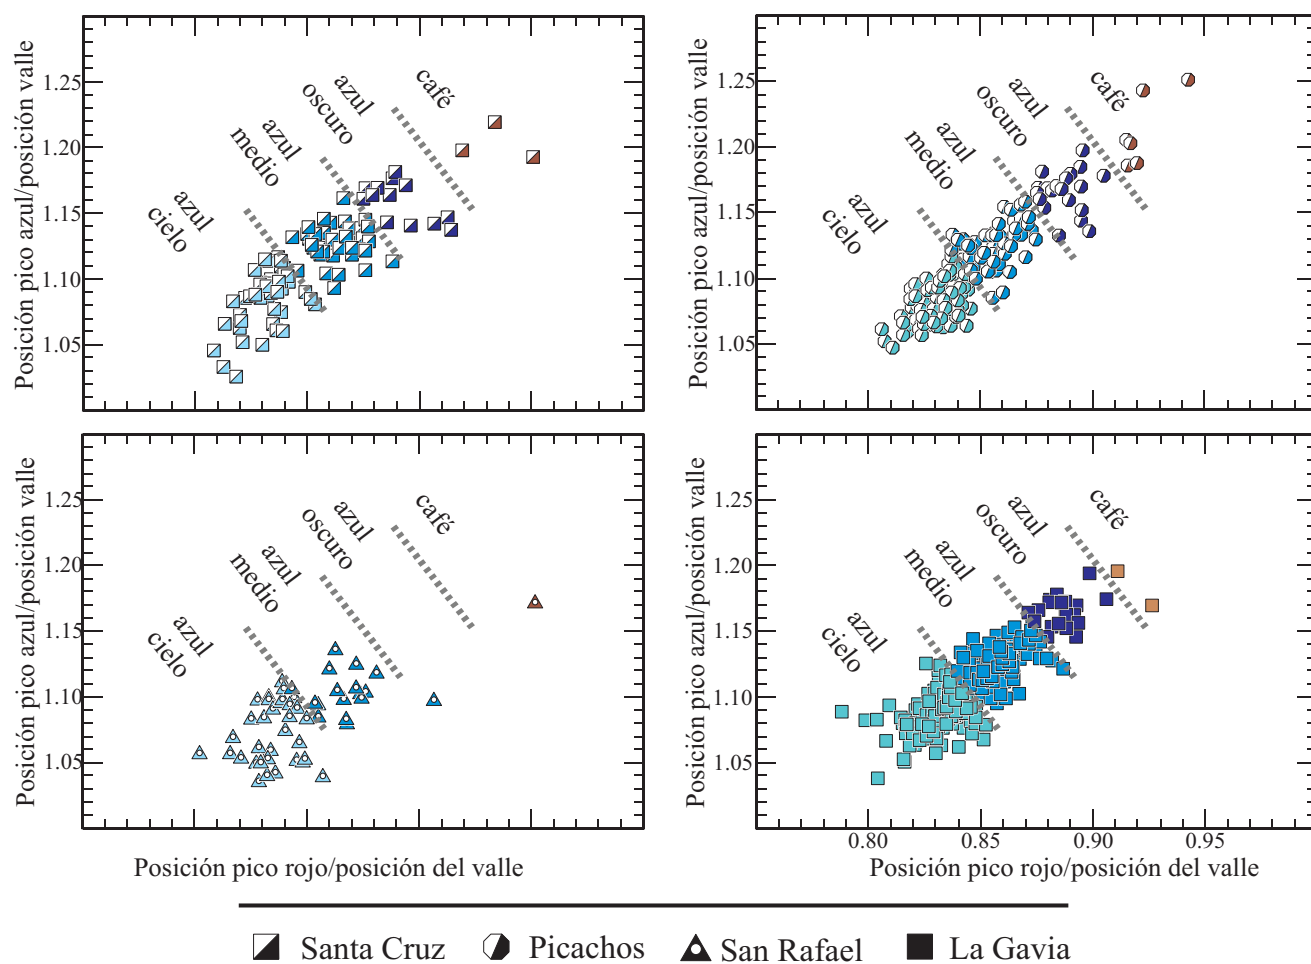 Posición pico azul/posición valle
1.25
1.20
1.15
1.10
1.05
azul
cielo
azul
medio
azul
oscuro
café
Posición pico azul/posición valle
1.25
1.20
1.15
1.10
1.05
azul
cielo
azul
medio
azul
oscuro
café
Posición pico azul/posición valle
1.25
1.20
1.15
1.10
1.05
azul
cielo
azul
medio
azul
oscuro
café
Posición pico rojo/posición del valle
Posición pico azul/posición valle
1.25
1.20
1.15
1.10
1.05
azul
cielo
azul
medio
azul
oscuro
café
0.80 0.85 0.90 0.95
Posición pico rojo/posición del valle
Santa Cruz Picachos San Rafael La Gavia